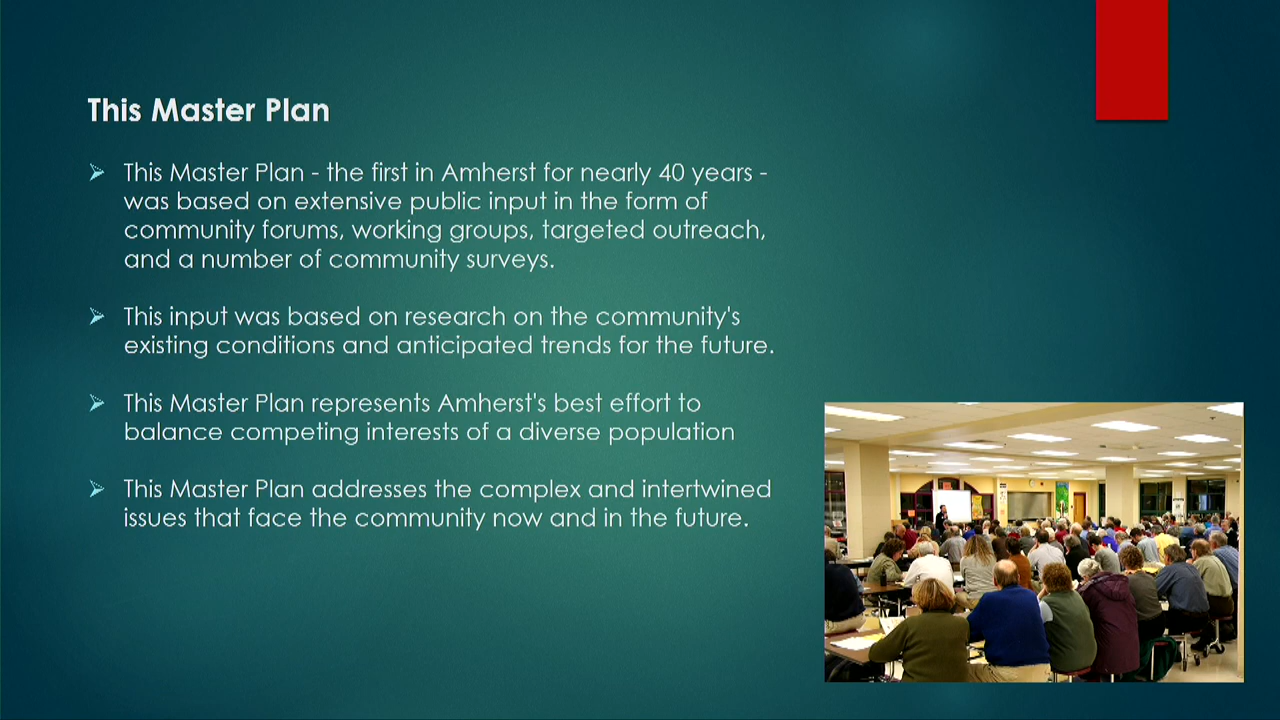 This Master Plan
This Master Plan - the first in Amherst for nearly 40 years -
was based on extensive public input in the form of
community forums, working groups, targeted outreach,
and a number of community surveys.
This input was based on research on the community's
existing conditions and anticipated trends for the future.
This Master Plan represents Amherst's best effort to
balance competing interests of a diverse population
This Master Plan addresses the complex and intertwined
issues that face the community now and in the future.